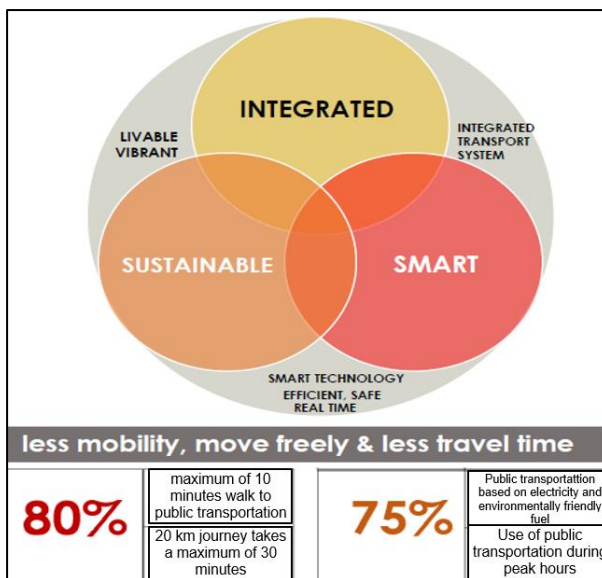 INTEGRATED
LIVABLE
VIBRANT
INTEGRATED
TRANSPORT
SYSTEM
SUSTAINABLE
SMART
SMART TECHNOLOGY
EFFICIENT, SAFE
REAL TIME
less mobility, move freely & less travel time
80%
maximum of 10
minutes walk to
public transportation
20 km journey takes
a maximum of 30
minutes
75%
Public transportattion
based on electricity and
environmentally friendly
fuel
Use of public
transportation during
peak hours